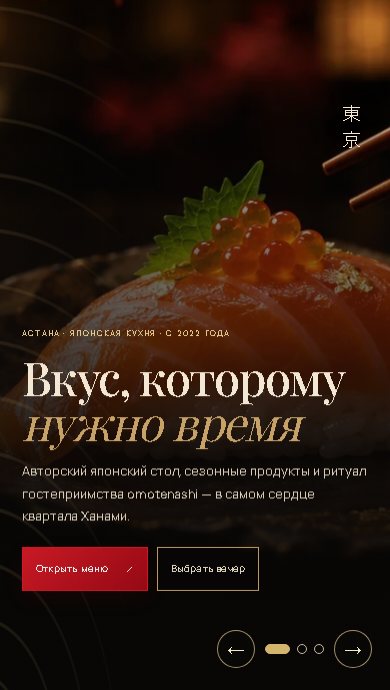 東
京
АСТАНА · ЯПОНСКАЯ КУХНЯ · С 2022 ГОДА
Вкус, которому
нужно время
Авторский японский стол, сезонные продукты и ритуал
гостеприимства omotenashi — в самом сердце
квартала Ханами.
Открыть меню
Выбрать вечер